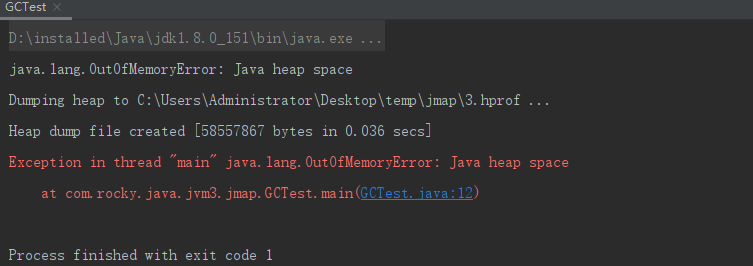 GCTest ×
D:\installed\Java\jdk1.8.0_151\bin\java.exe ...
java.lang.OutOfMemoryError: Java heap space
Dumping heap to C:\Users\Administrator\Desktop\temp\jmap\3.hprof ...
Heap dump file created [58557867 bytes in 0.036 secs]
Exception in thread "main" java.lang.OutOfMemoryError: Java heap space
at com.rocky.java.jvm3.jmap.GCTest.main(GCTest.java:12)
Process finished with exit code 1